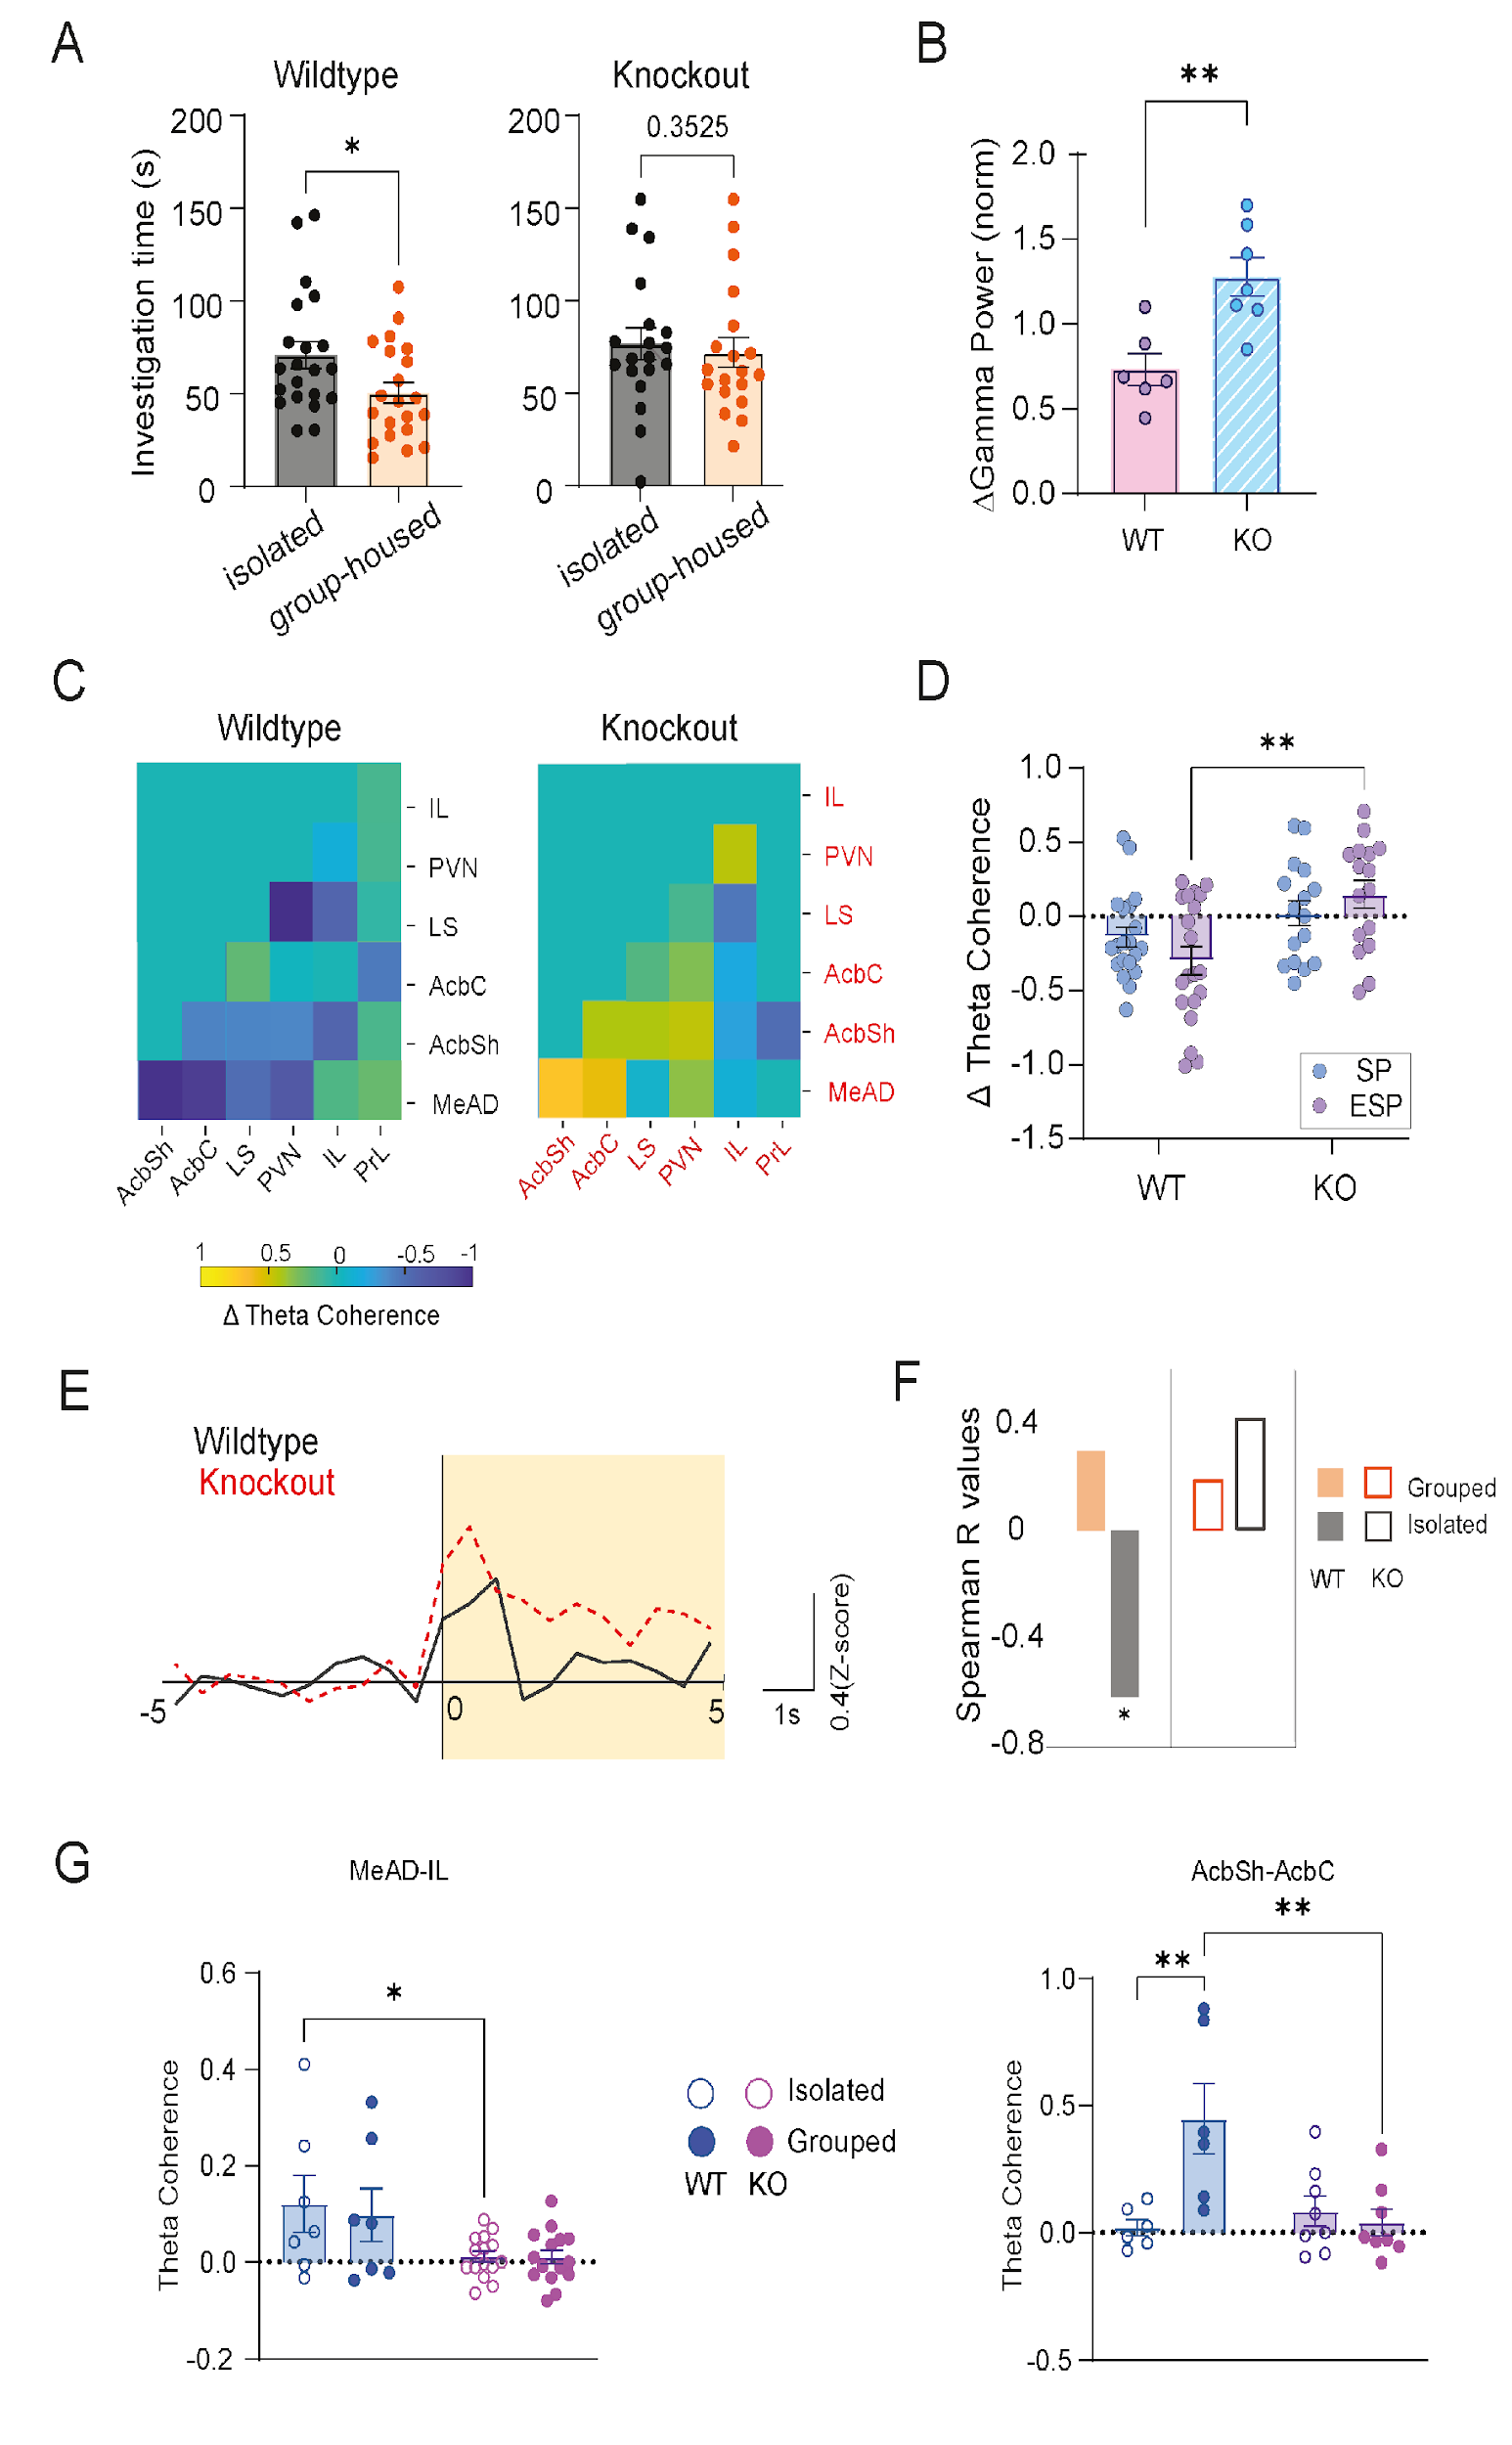 A
Wildtype
Knockout
Investigation time (s)
200
150
100
50
0
*
isolated
group-housed
200
150
100
50
0
0.3525
isolated
group-housed
B
**
ΔGamma Power (norm)
2.0
1.5
1.0
0.5
0.0
WT
KO
C
Wildtype
Knockout
IL
PVN
LS
AcbC
AcbSh
MeAD
AcbSh
AcbC
LS
PVN
IL
PrL
IL
PVN
LS
AcbC
AcbSh
MeAD
AcbSh
AcbC
LS
PVN
IL
PrL
1 0.5 0 -0.5 -1
Δ Theta Coherence
D
**
Δ Theta Coherence
1.0
0.5
0.0
-0.5
-1.0
-1.5
SP
ESP
WT
KO
E
Wildtype
Knockout
-5
0
5
1s
0.4(Z-score)
F
Spearman R values
0.4
0
-0.4
-0.8
*
Grouped
Isolated
WT KO
G
MeAD-IL
Theta Coherence
0.6
0.4
0.2
0.0
-0.2
*
Isolated
Grouped
WT KO
AcbSh-AcbC
**
**
Theta Coherence
1.0
0.5
0.0
-0.5